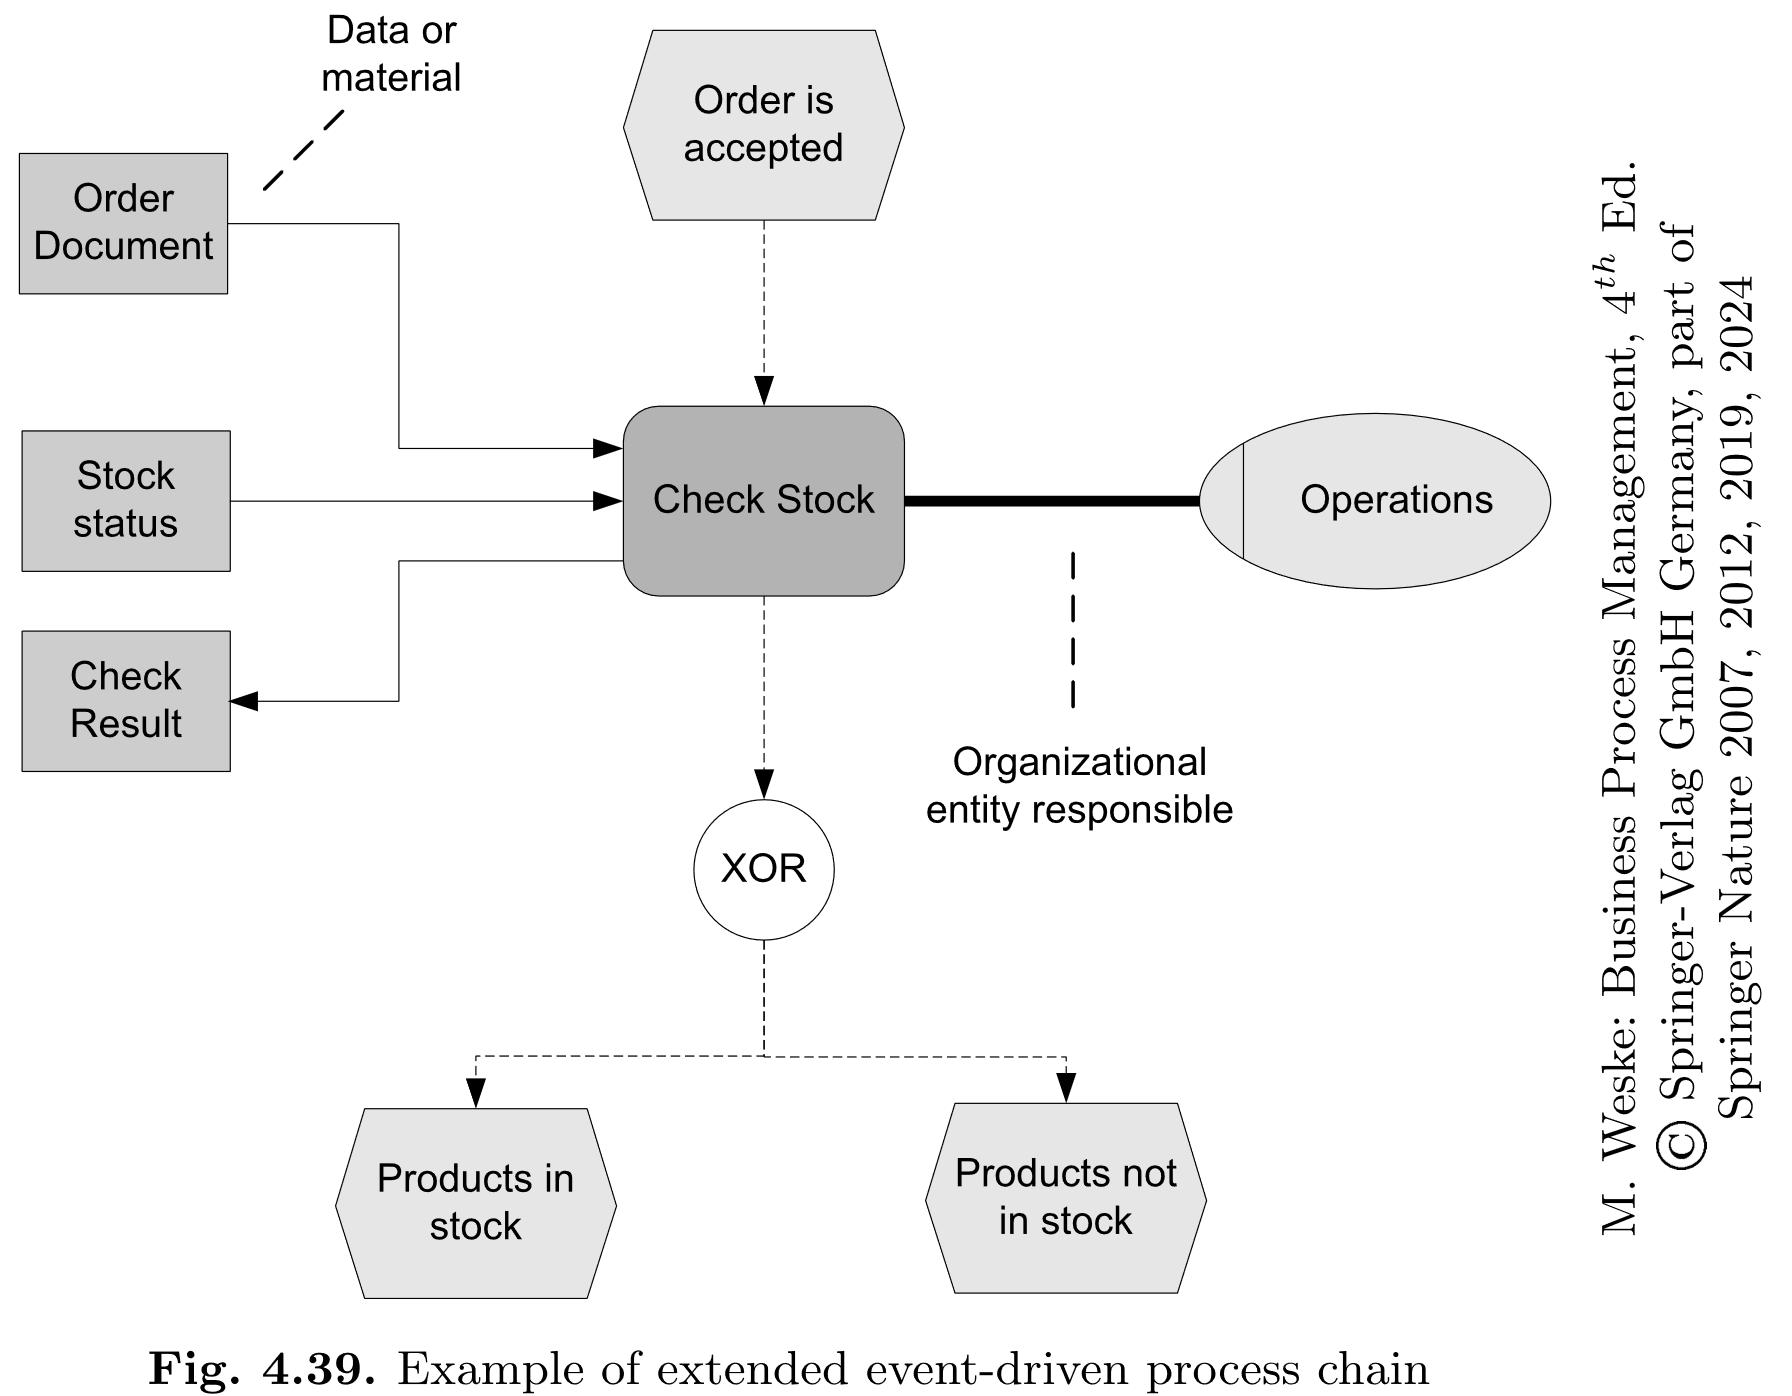 Data or
material
Order is
accepted
Order
Document
Stock
status
Check Stock
Operations
Check
Result
Organizational
entity responsible
XOR
Products in
stock
Products not
in stock
M. Weske: Business Process Management, 4th Ed.
© Springer-Verlag GmbH Germany, part of
Springer Nature 2007, 2012, 2019, 2024
Fig. 4.39. Example of extended event-driven process chain